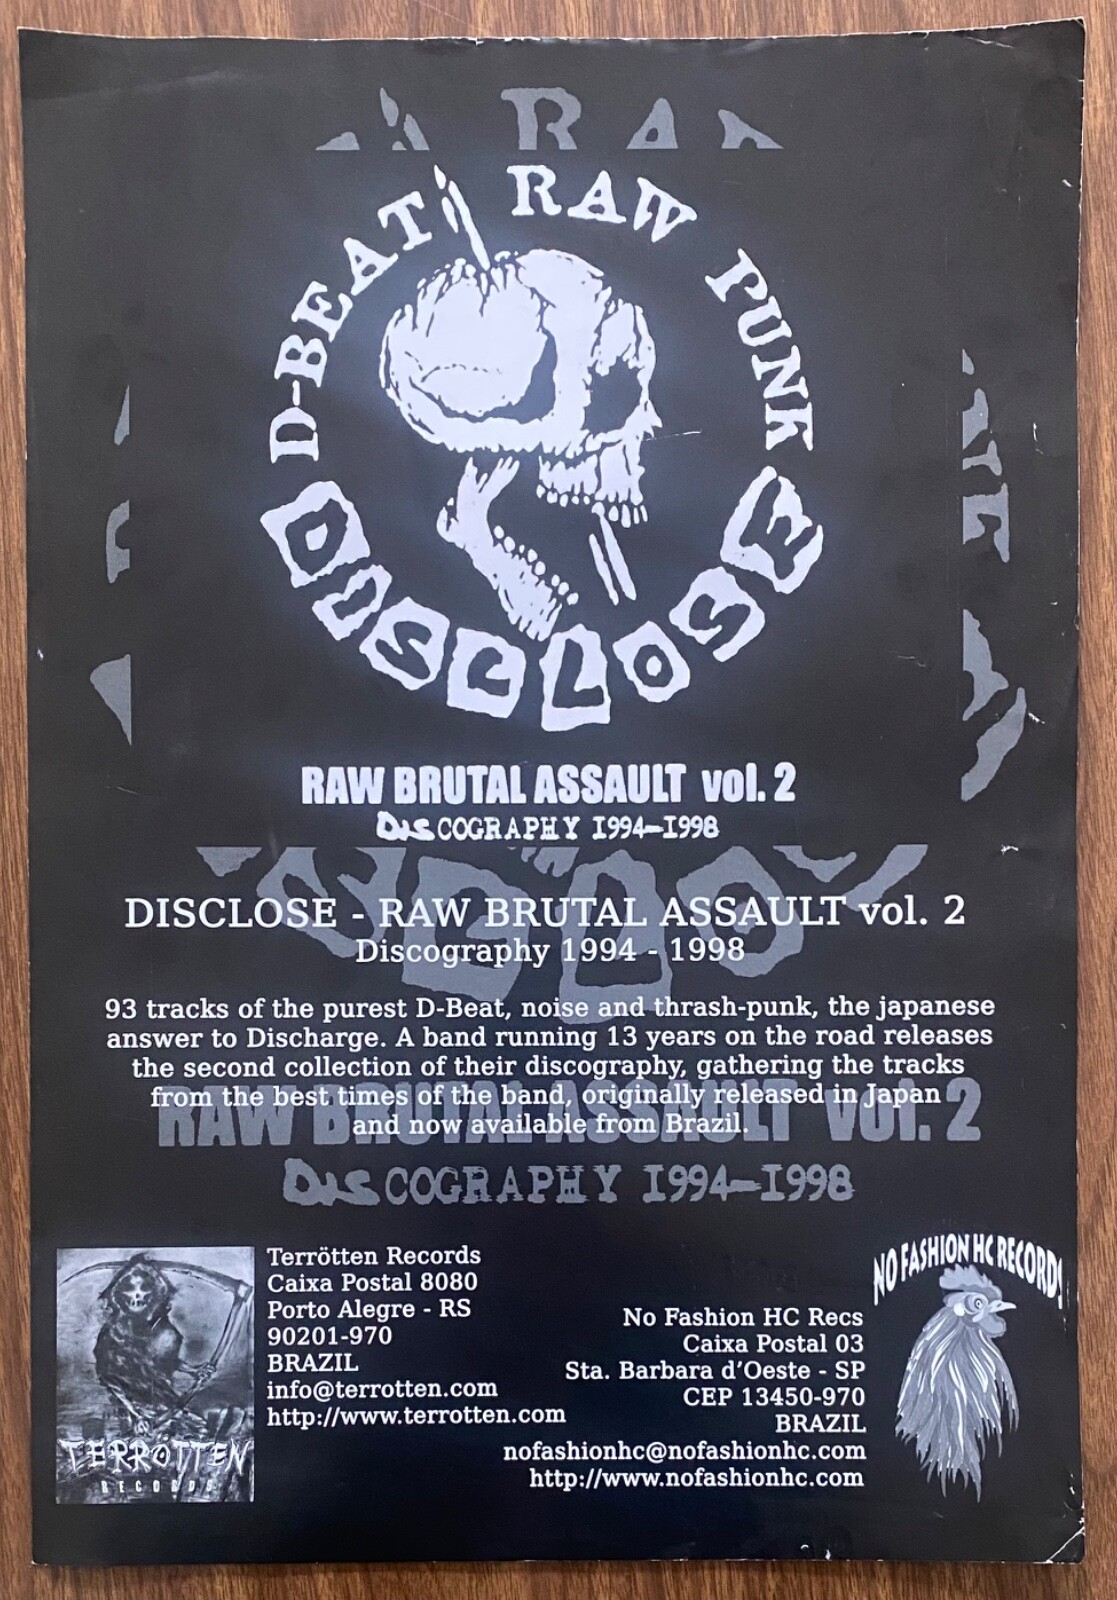 D-BEAT RAW PUNK
DISCLOSE
RAW BRUTAL ASSAULT vol. 2
DISCOGRAPHY 1994-1998
DISCLOSE - RAW BRUTAL ASSAULT vol. 2
Discography 1994 - 1998
93 tracks of the purest D-Beat, noise and thrash-punk, the japanese
answer to Discharge. A band running 13 years on the road releases
the second collection of their discography, gathering the tracks
from the best times of the band, originally released in Japan
and now available from Brazil.
RAW BRUTAL ASSAULT vol. 2
DISCOGRAPHY 1994-1998
Terrötten Records
Caixa Postal 8080
Porto Alegre - RS
90201-970
BRAZIL
info@terrotten.com
http://www.terrotten.com
TERRÖTTEN
RECORDS
No Fashion HC Recs
Caixa Postal 03
Sta. Barbara d'Oeste - SP
CEP 13450-970
BRAZIL
nofashionhc@nofashionhc.com
http://www.nofashionhc.com
NO FASHION HC RECORDS